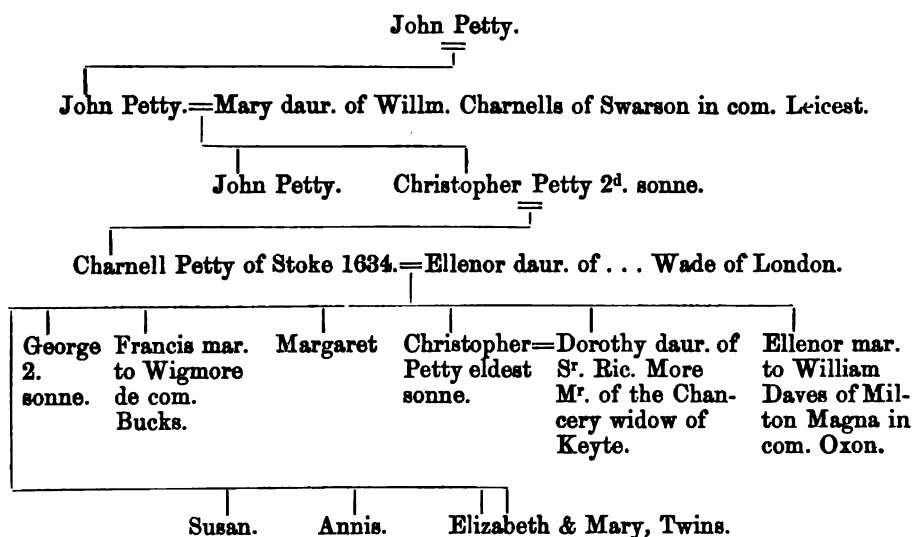 John Petty.
John Petty.=Mary daur. of Willm. Charnells of Swarson in com. Leicest.
John Petty. Christopher Petty 2d. sonne.
Charnell Petty of Stoke 1634.=Ellenor daur. of . . . Wade of London.
George
2.
sonne.
Francis mar.
to Wigmore
de com.
Bucks.
Margaret
Christopher=
Petty eldest
sonne.
Dorothy daur. of
Sr. Ric. More
Mr. of the Chan-
cery widow of
Keyte.
Ellenor mar.
to William
Daves of Mil-
ton Magna in
com. Oxon.
Susan. Annis. Elizabeth & Mary, Twins.